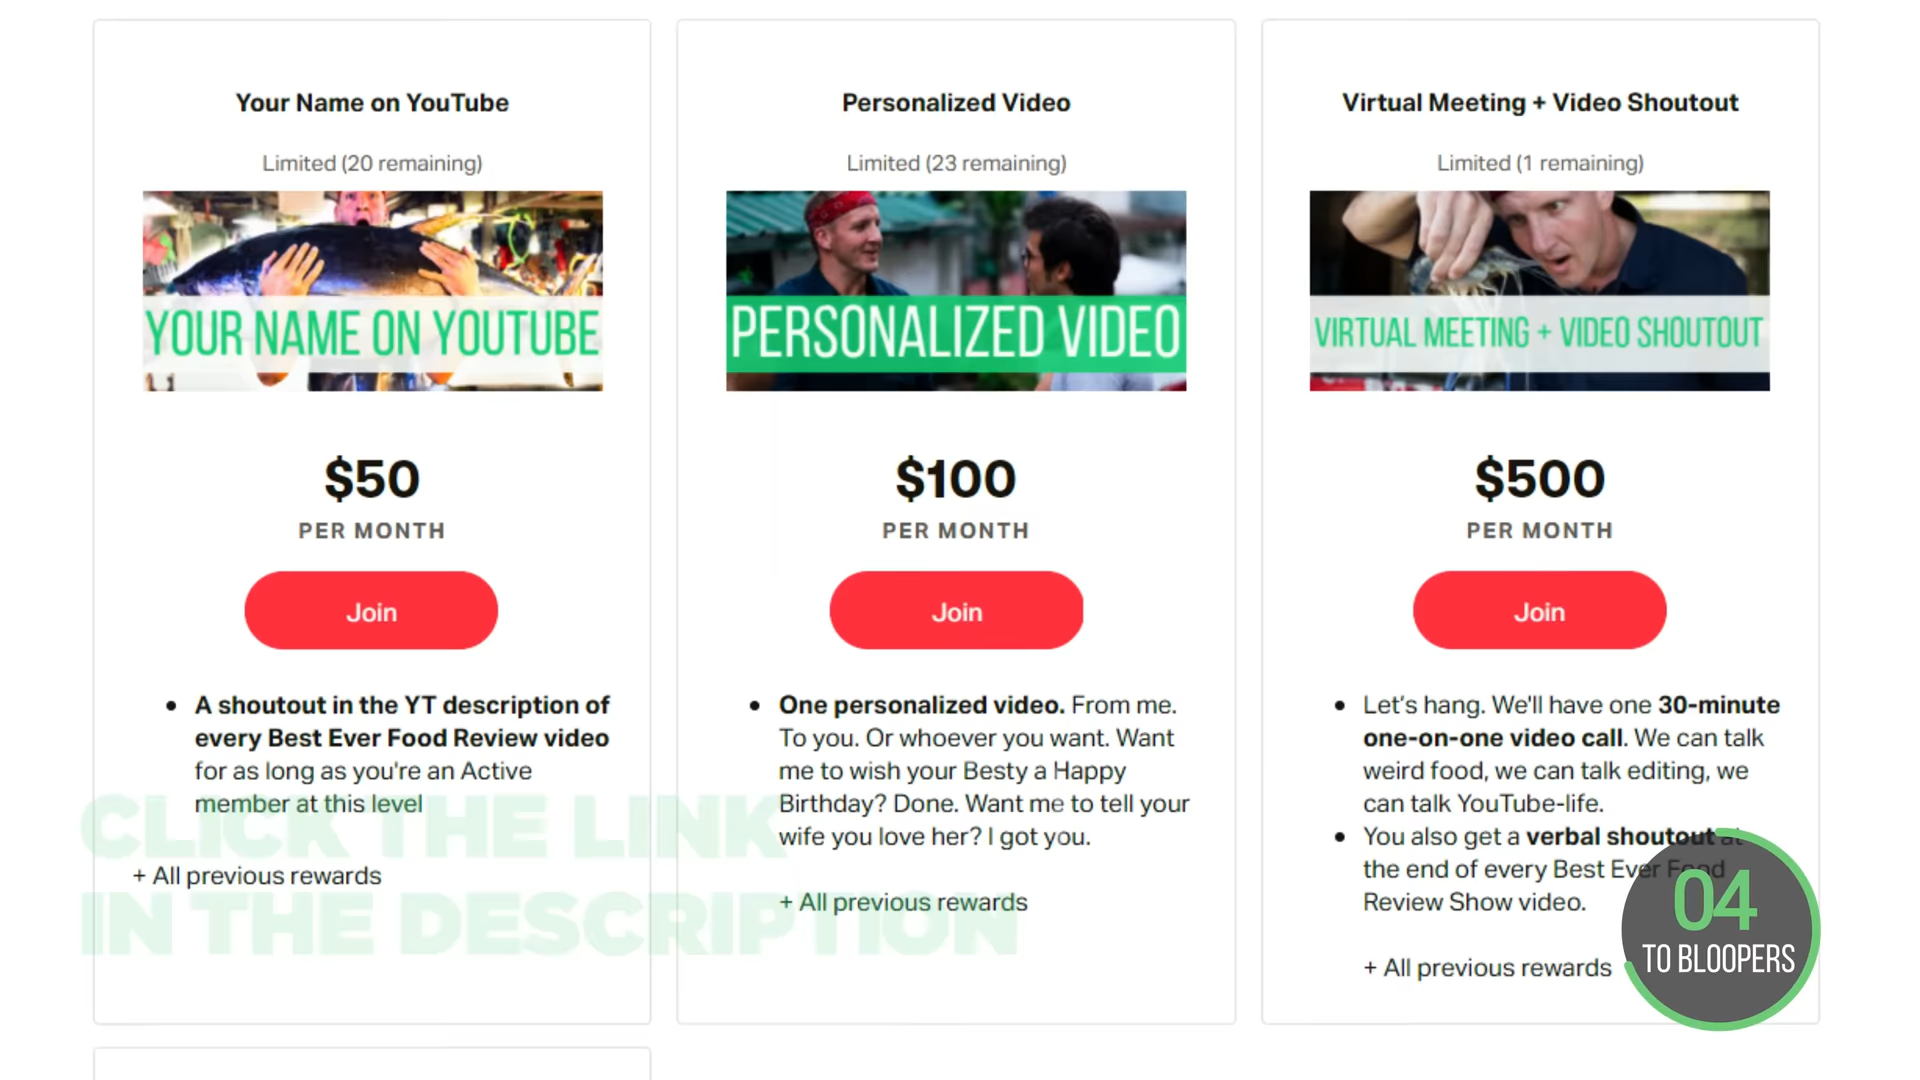 Your Name on YouTube
Limited (20 remaining)
YOUR NAME ON YOUTUBE
$50
PER MONTH
Join
• A shoutout in the YT description of
every Best Ever Food Review video
for as long as you're an Active
member at this level
+ All previous rewards
Personalized Video
Limited (23 remaining)
PERSONALIZED VIDEO
$100
PER MONTH
Join
• One personalized video. From me.
To you. Or whoever you want. Want
me to wish your Besty a Happy
Birthday? Done. Want me to tell your
wife you love her? I got you.
+ All previous rewards
Virtual Meeting + Video Shoutout
Limited (1 remaining)
VIRTUAL MEETING + VIDEO SHOUTOUT
$500
PER MONTH
Join
• Let's hang. We'll have one 30-minute
one-on-one video call. We can talk
weird food, we can talk editing, we
can talk YouTube-life.
• You also get a verbal shoutout at
the end of every Best Ever Food
Review Show video.
+ All previous rewards
CLICK THE LINK
IN THE DESCRIPTION
04
TO BLOOPERS